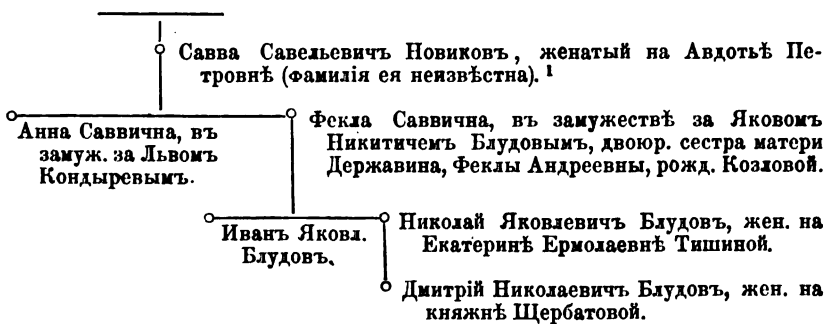 Савва Савельевичъ Новиковъ, женатый на Авдотьѣ Пе-
тровнѣ (фамилія ея неизвѣстна). ¹
Анна Саввична, въ
замуж. за Львомъ
Кондыревымъ.
Фекла Саввична, въ замужествѣ за Яковомъ
Никитичемъ Блудовымъ, двоюр. сестра матери
Державина, Феклы Андреевны, рожд. Козловой.
Иванъ Яковл.
Блудовъ.
Николай Яковлевичъ Блудовъ, жен. на
Екатеринѣ Ермолаевнѣ Тишиной.
Дмитрій Николаевичъ Блудовъ, жен. на
княжнѣ Щербатовой.